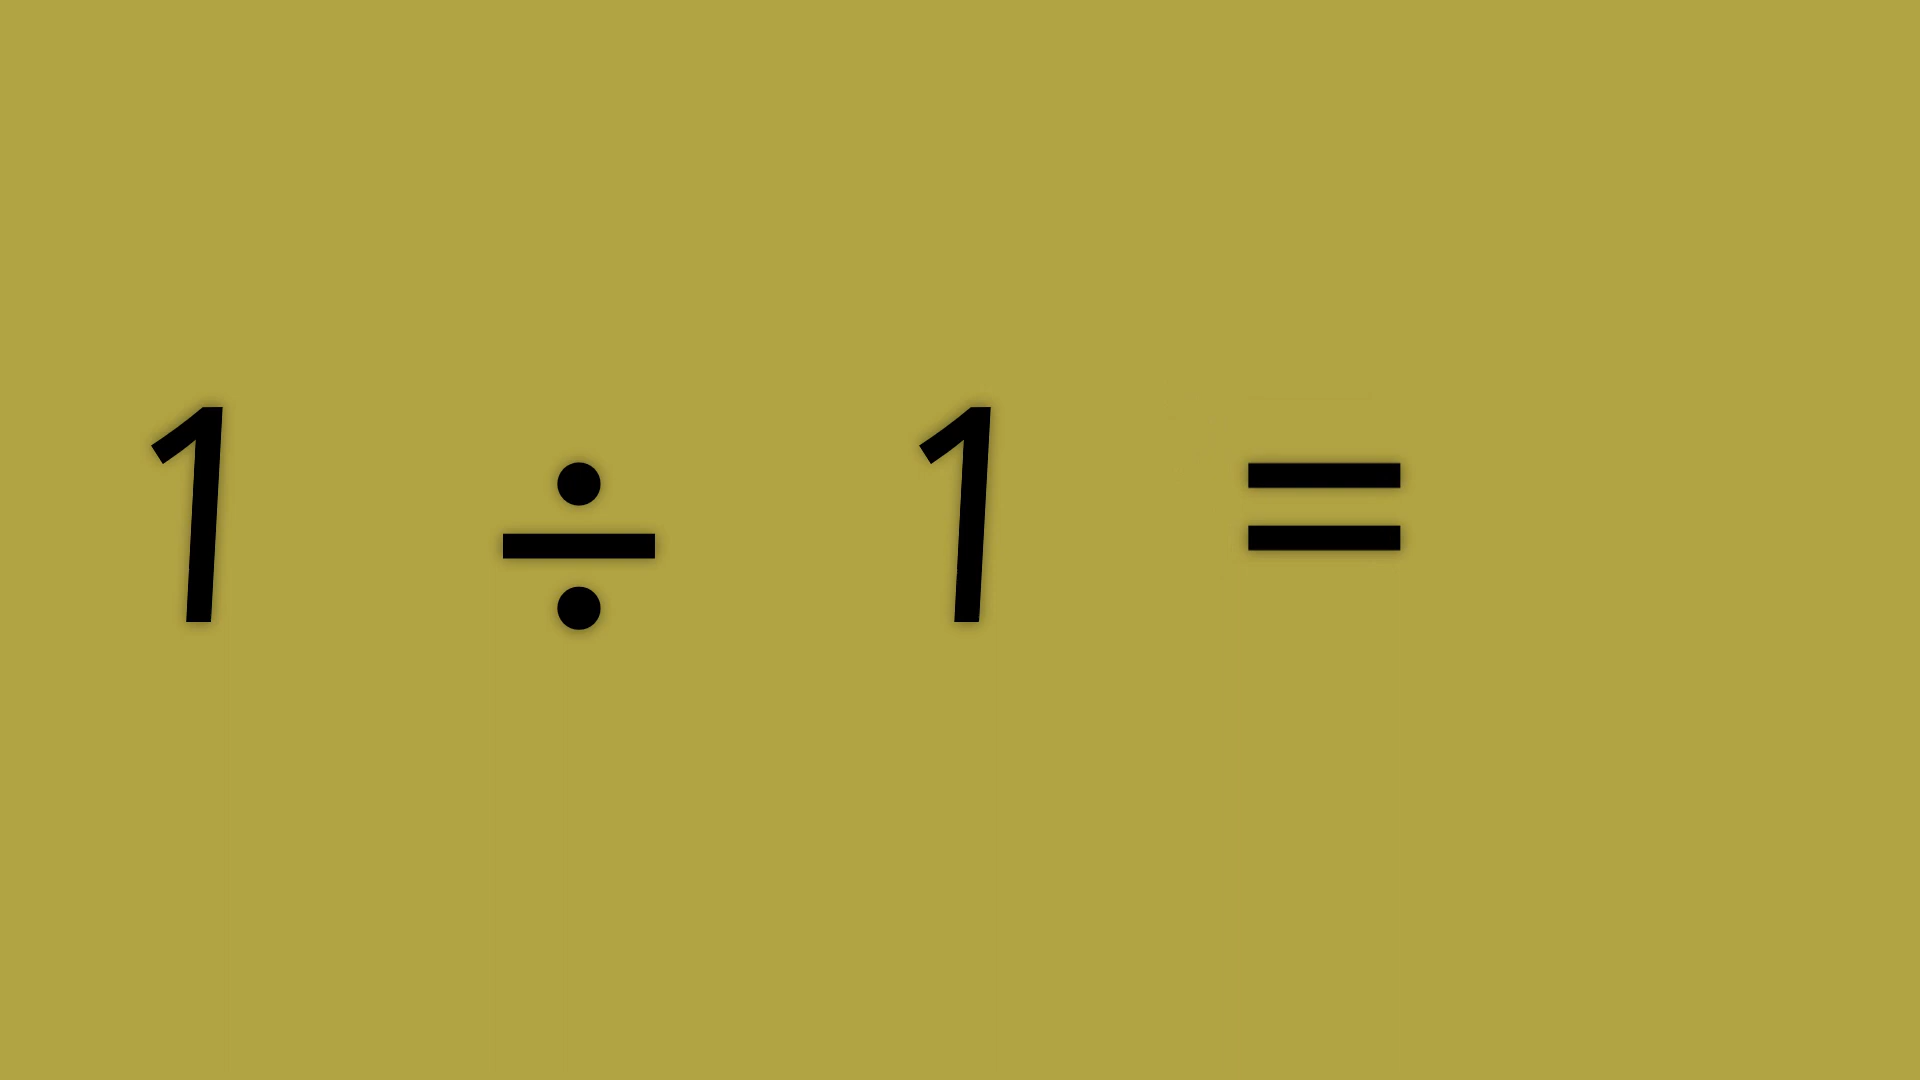 1 ÷ 1 =